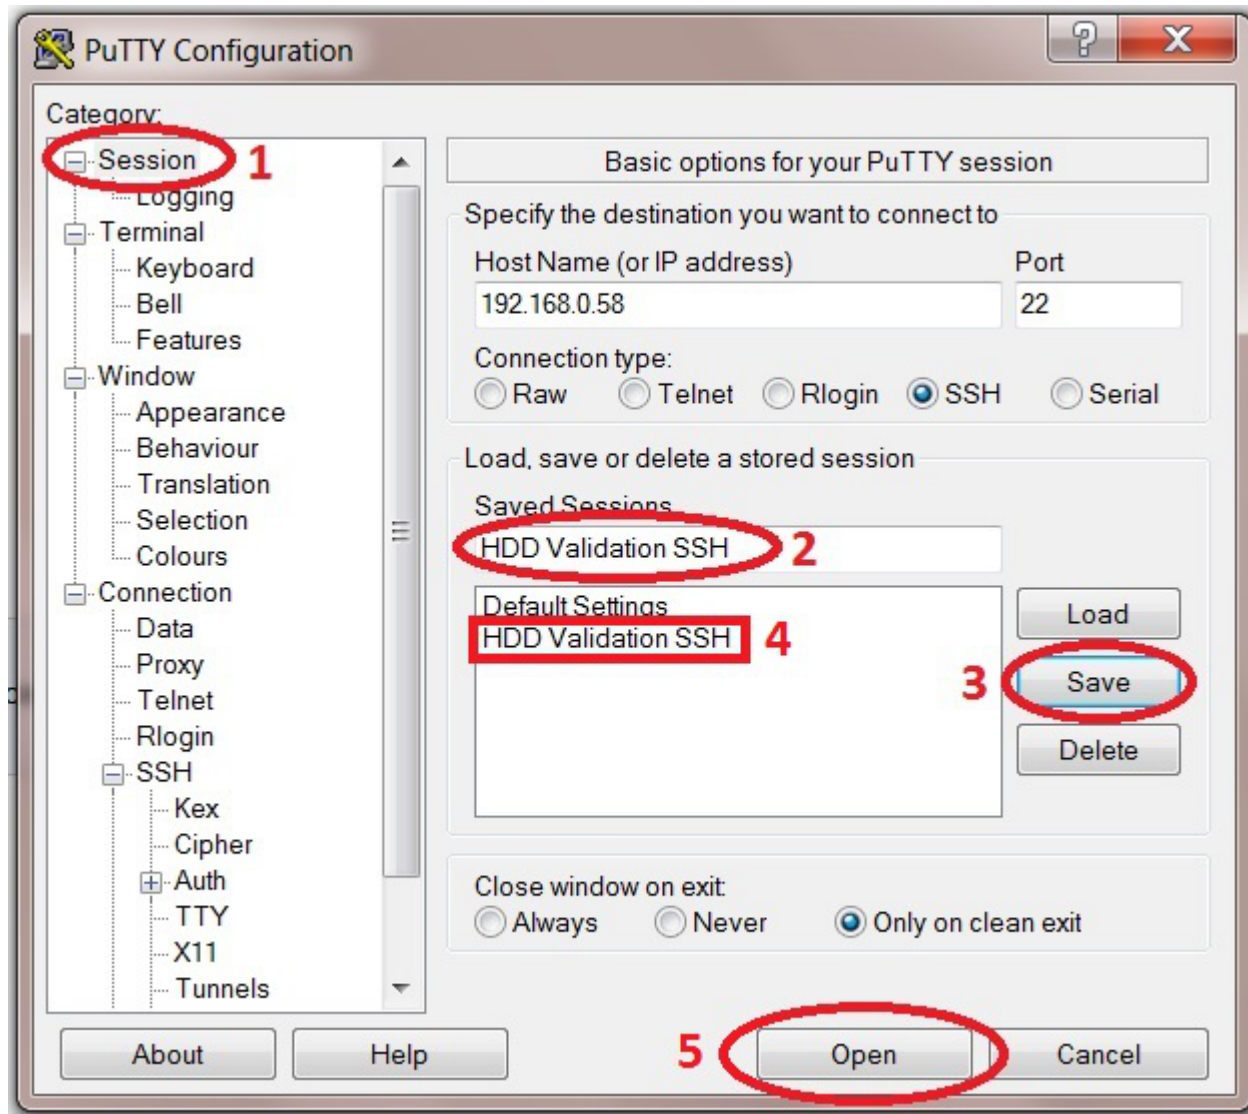 PuTTY Configuration
Category:
Session 1
Logging
Terminal
Keyboard
Bell
Features
Window
Appearance
Behaviour
Translation
Selection
Colours
Connection
Data
Proxy
Telnet
Rlogin
SSH
Kex
Cipher
Auth
TTY
X11
Tunnels
Basic options for your PuTTY session
Specify the destination you want to connect to
Host Name (or IP address) Port
192.168.0.58 22
Connection type:
Raw Telnet Rlogin SSH Serial
Load, save or delete a stored session
Saved Sessions
HDD Validation SSH 2
Default Settings
HDD Validation SSH 4
Load
3 Save
Delete
Close window on exit:
Always Never Only on clean exit
About Help 5 Open Cancel